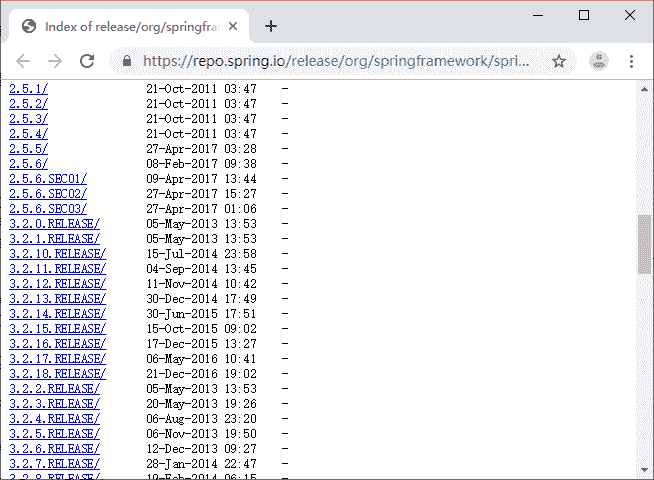 Index of release/org/springfram
https://repo.spring.io/release/org/springframework/spri...
2.5.1/ 21-Oct-2011 03:47 -
2.5.2/ 21-Oct-2011 03:47 -
2.5.3/ 21-Oct-2011 03:47 -
2.5.4/ 21-Oct-2011 03:47 -
2.5.5/ 27-Apr-2017 03:28 -
2.5.6/ 08-Feb-2017 09:38 -
2.5.6.SEC01/ 09-Apr-2017 13:44 -
2.5.6.SEC02/ 27-Apr-2017 15:27 -
2.5.6.SEC03/ 27-Apr-2017 01:06 -
3.2.0.RELEASE/ 05-May-2013 13:53 -
3.2.1.RELEASE/ 05-May-2013 13:53 -
3.2.10.RELEASE/ 15-Jul-2014 23:58 -
3.2.11.RELEASE/ 04-Sep-2014 13:45 -
3.2.12.RELEASE/ 11-Nov-2014 10:42 -
3.2.13.RELEASE/ 30-Dec-2014 17:49 -
3.2.14.RELEASE/ 30-Jun-2015 17:51 -
3.2.15.RELEASE/ 15-Oct-2015 09:02 -
3.2.16.RELEASE/ 17-Dec-2015 13:27 -
3.2.17.RELEASE/ 06-May-2016 10:41 -
3.2.18.RELEASE/ 21-Dec-2016 19:02 -
3.2.2.RELEASE/ 05-May-2013 13:53 -
3.2.3.RELEASE/ 20-May-2013 19:26 -
3.2.4.RELEASE/ 06-Aug-2013 23:20 -
3.2.5.RELEASE/ 06-Nov-2013 19:50 -
3.2.6.RELEASE/ 12-Dec-2013 09:27 -
3.2.7.RELEASE/ 28-Jan-2014 22:47 -
3.2.8.RELEASE/ 19-Feb-2014 06:15 -